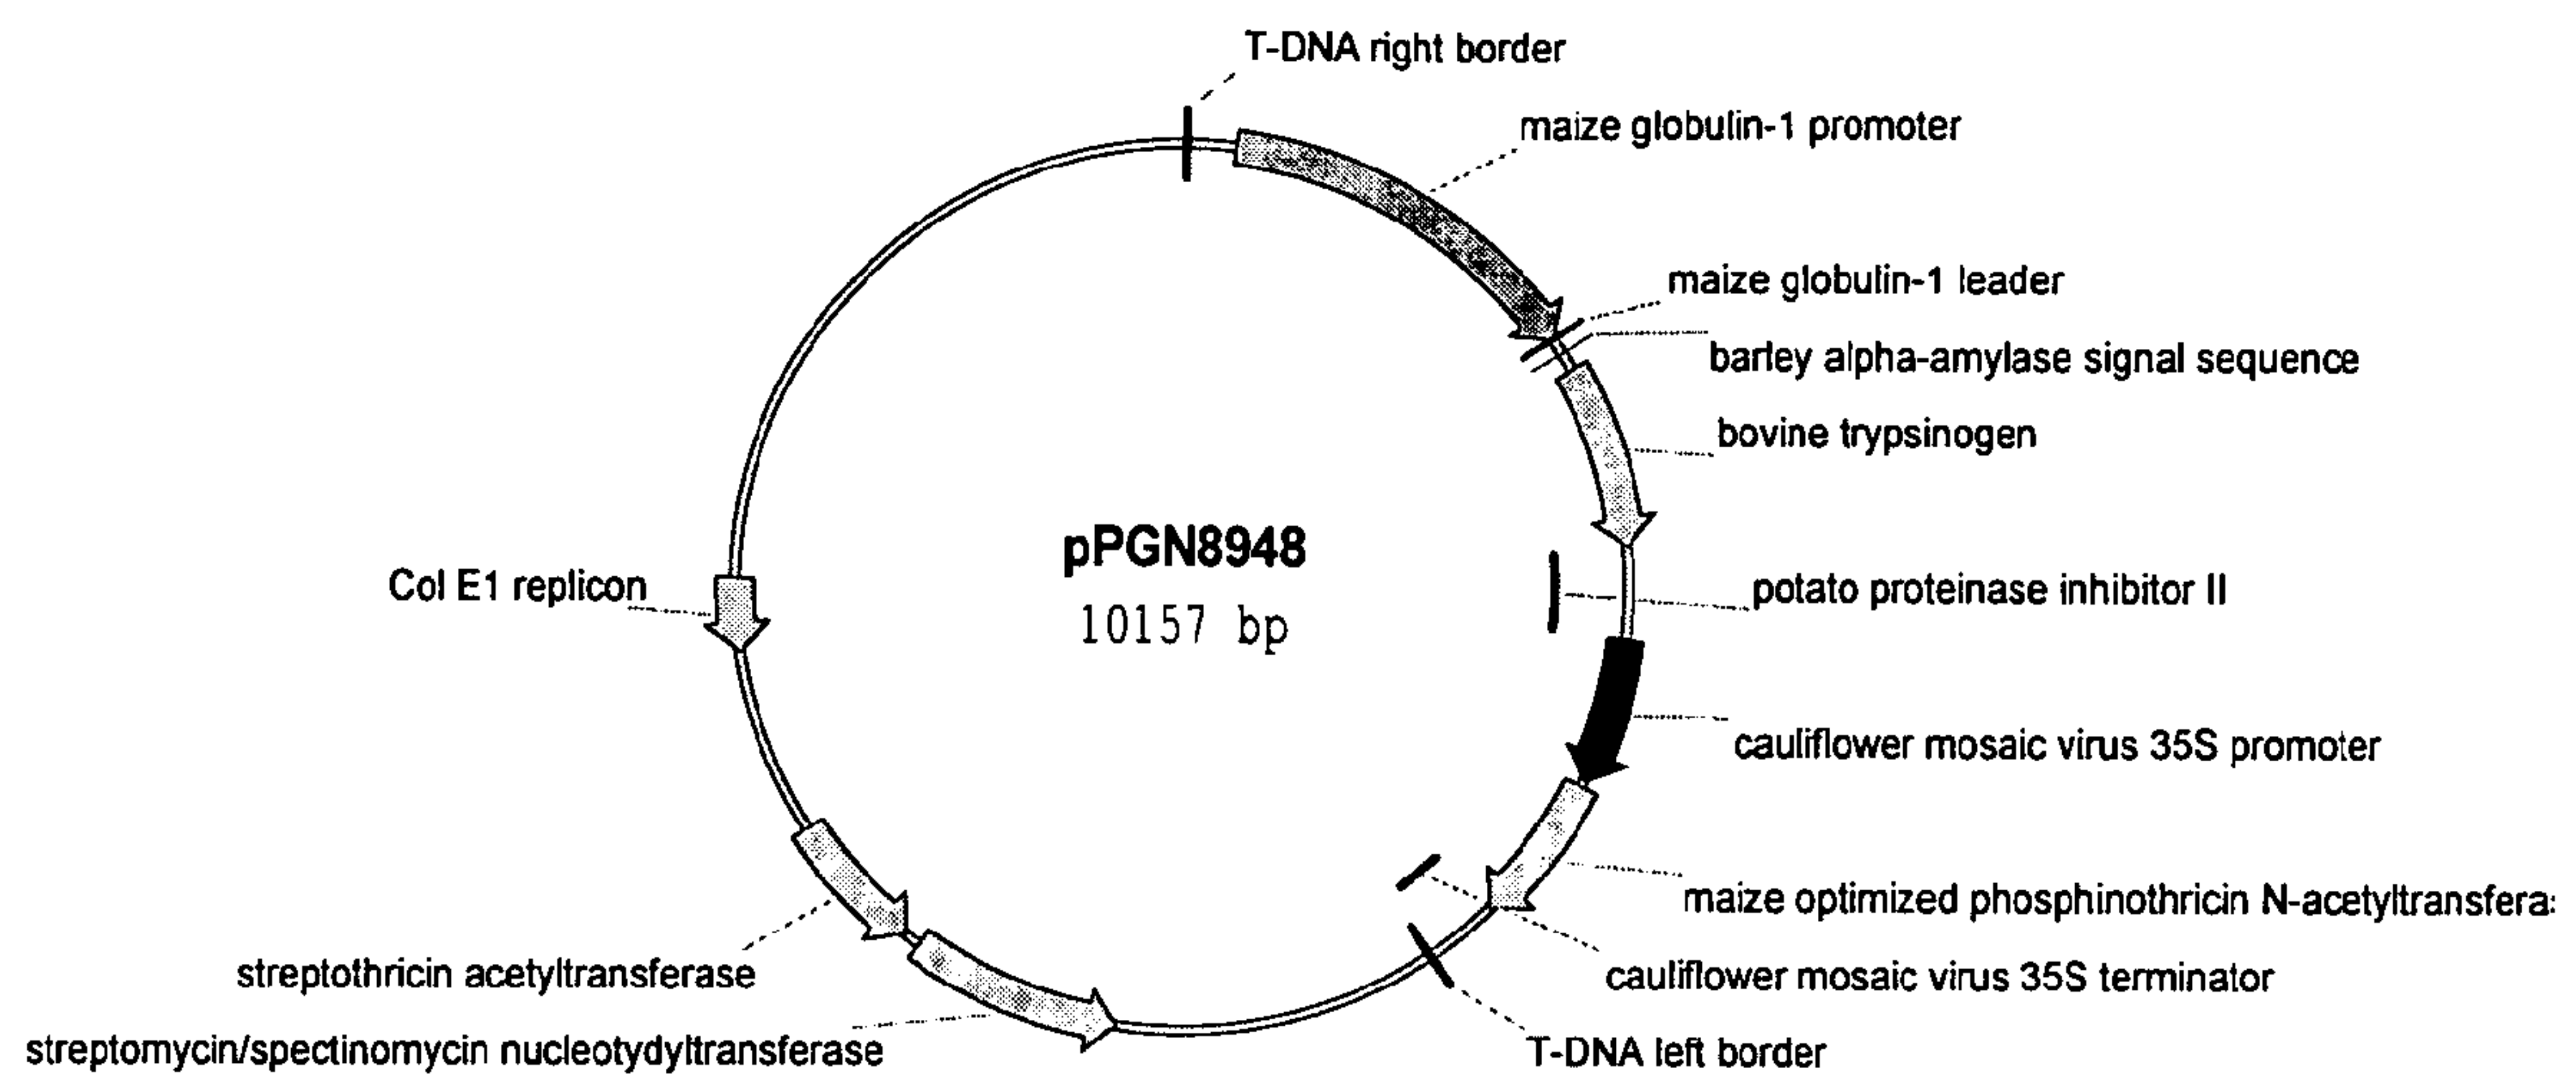 T-DNA right border
maize globulin-1 promoter
maize globulin-1 leader
barley alpha-amylase signal sequence
bovine trypsinogen
pPGN8948
10157 bp
Col E1 replicon
potato proteinase inhibitor II
cauliflower mosaic virus 35S promoter
maize optimized phosphinothricin N-acetyltransfera
streptothricin acetyltransferase
cauliflower mosaic virus 35S terminator
streptomycin/spectinomycin nucleotydyltransferase
T-DNA left border